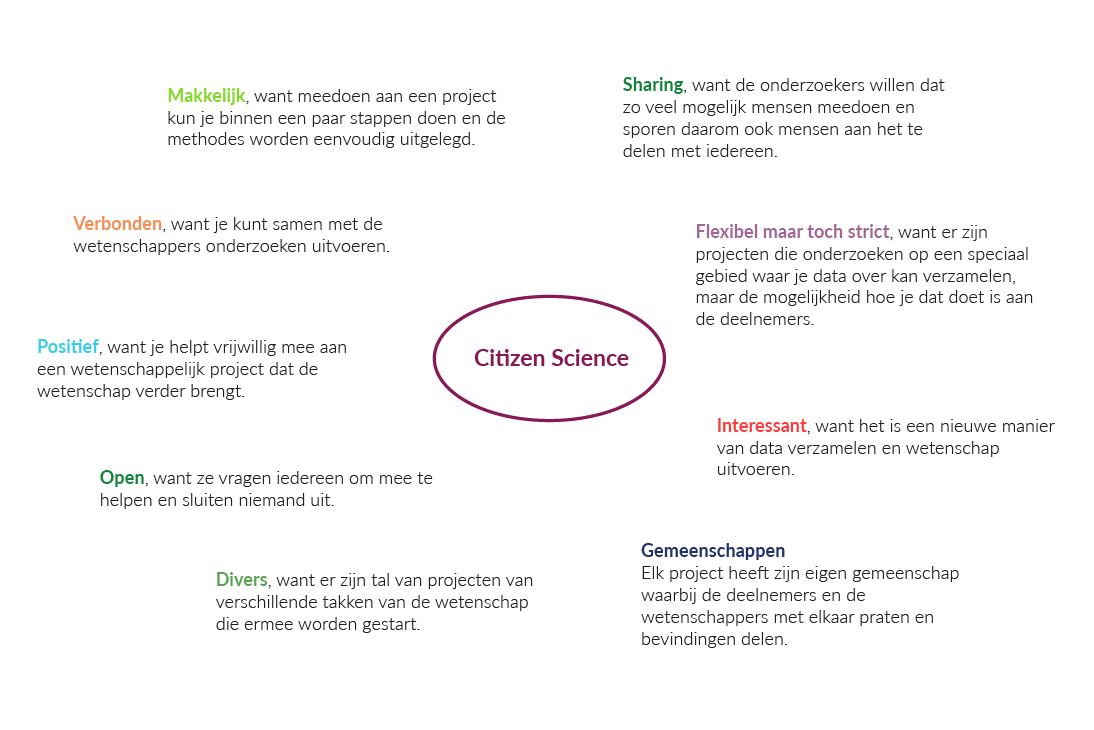 Makkelijk, want meedoen aan een project
kun je binnen een paar stappen doen en de
methodes worden eenvoudig uitgelegd.
Sharing, want de onderzoekers willen dat
zo veel mogelijk mensen meedoen en
sporen daarom ook mensen aan het te
delen met iedereen.
Verbonden, want je kunt samen met de
wetenschappers onderzoeken uitvoeren.
Flexibel maar toch strict, want er zijn
projecten die onderzoeken op een speciaal
gebied waar je data over kan verzamelen,
maar de mogelijkheid hoe je dat doet is aan
de deelnemers.
Positief, want je helpt vrijwillig mee aan
een wetenschappelijk project dat de
wetenschap verder brengt.
Citizen Science
Interessant, want het is een nieuwe manier
van data verzamelen en wetenschap
uitvoeren.
Open, want ze vragen iedereen om mee te
helpen en sluiten niemand uit.
Gemeenschappen
Elk project heeft zijn eigen gemeenschap
waarbij de deelnemers en de
wetenschappers met elkaar praten en
bevindingen delen.
Divers, want er zijn tal van projecten van
verschillende takken van de wetenschap
die ermee worden gestart.